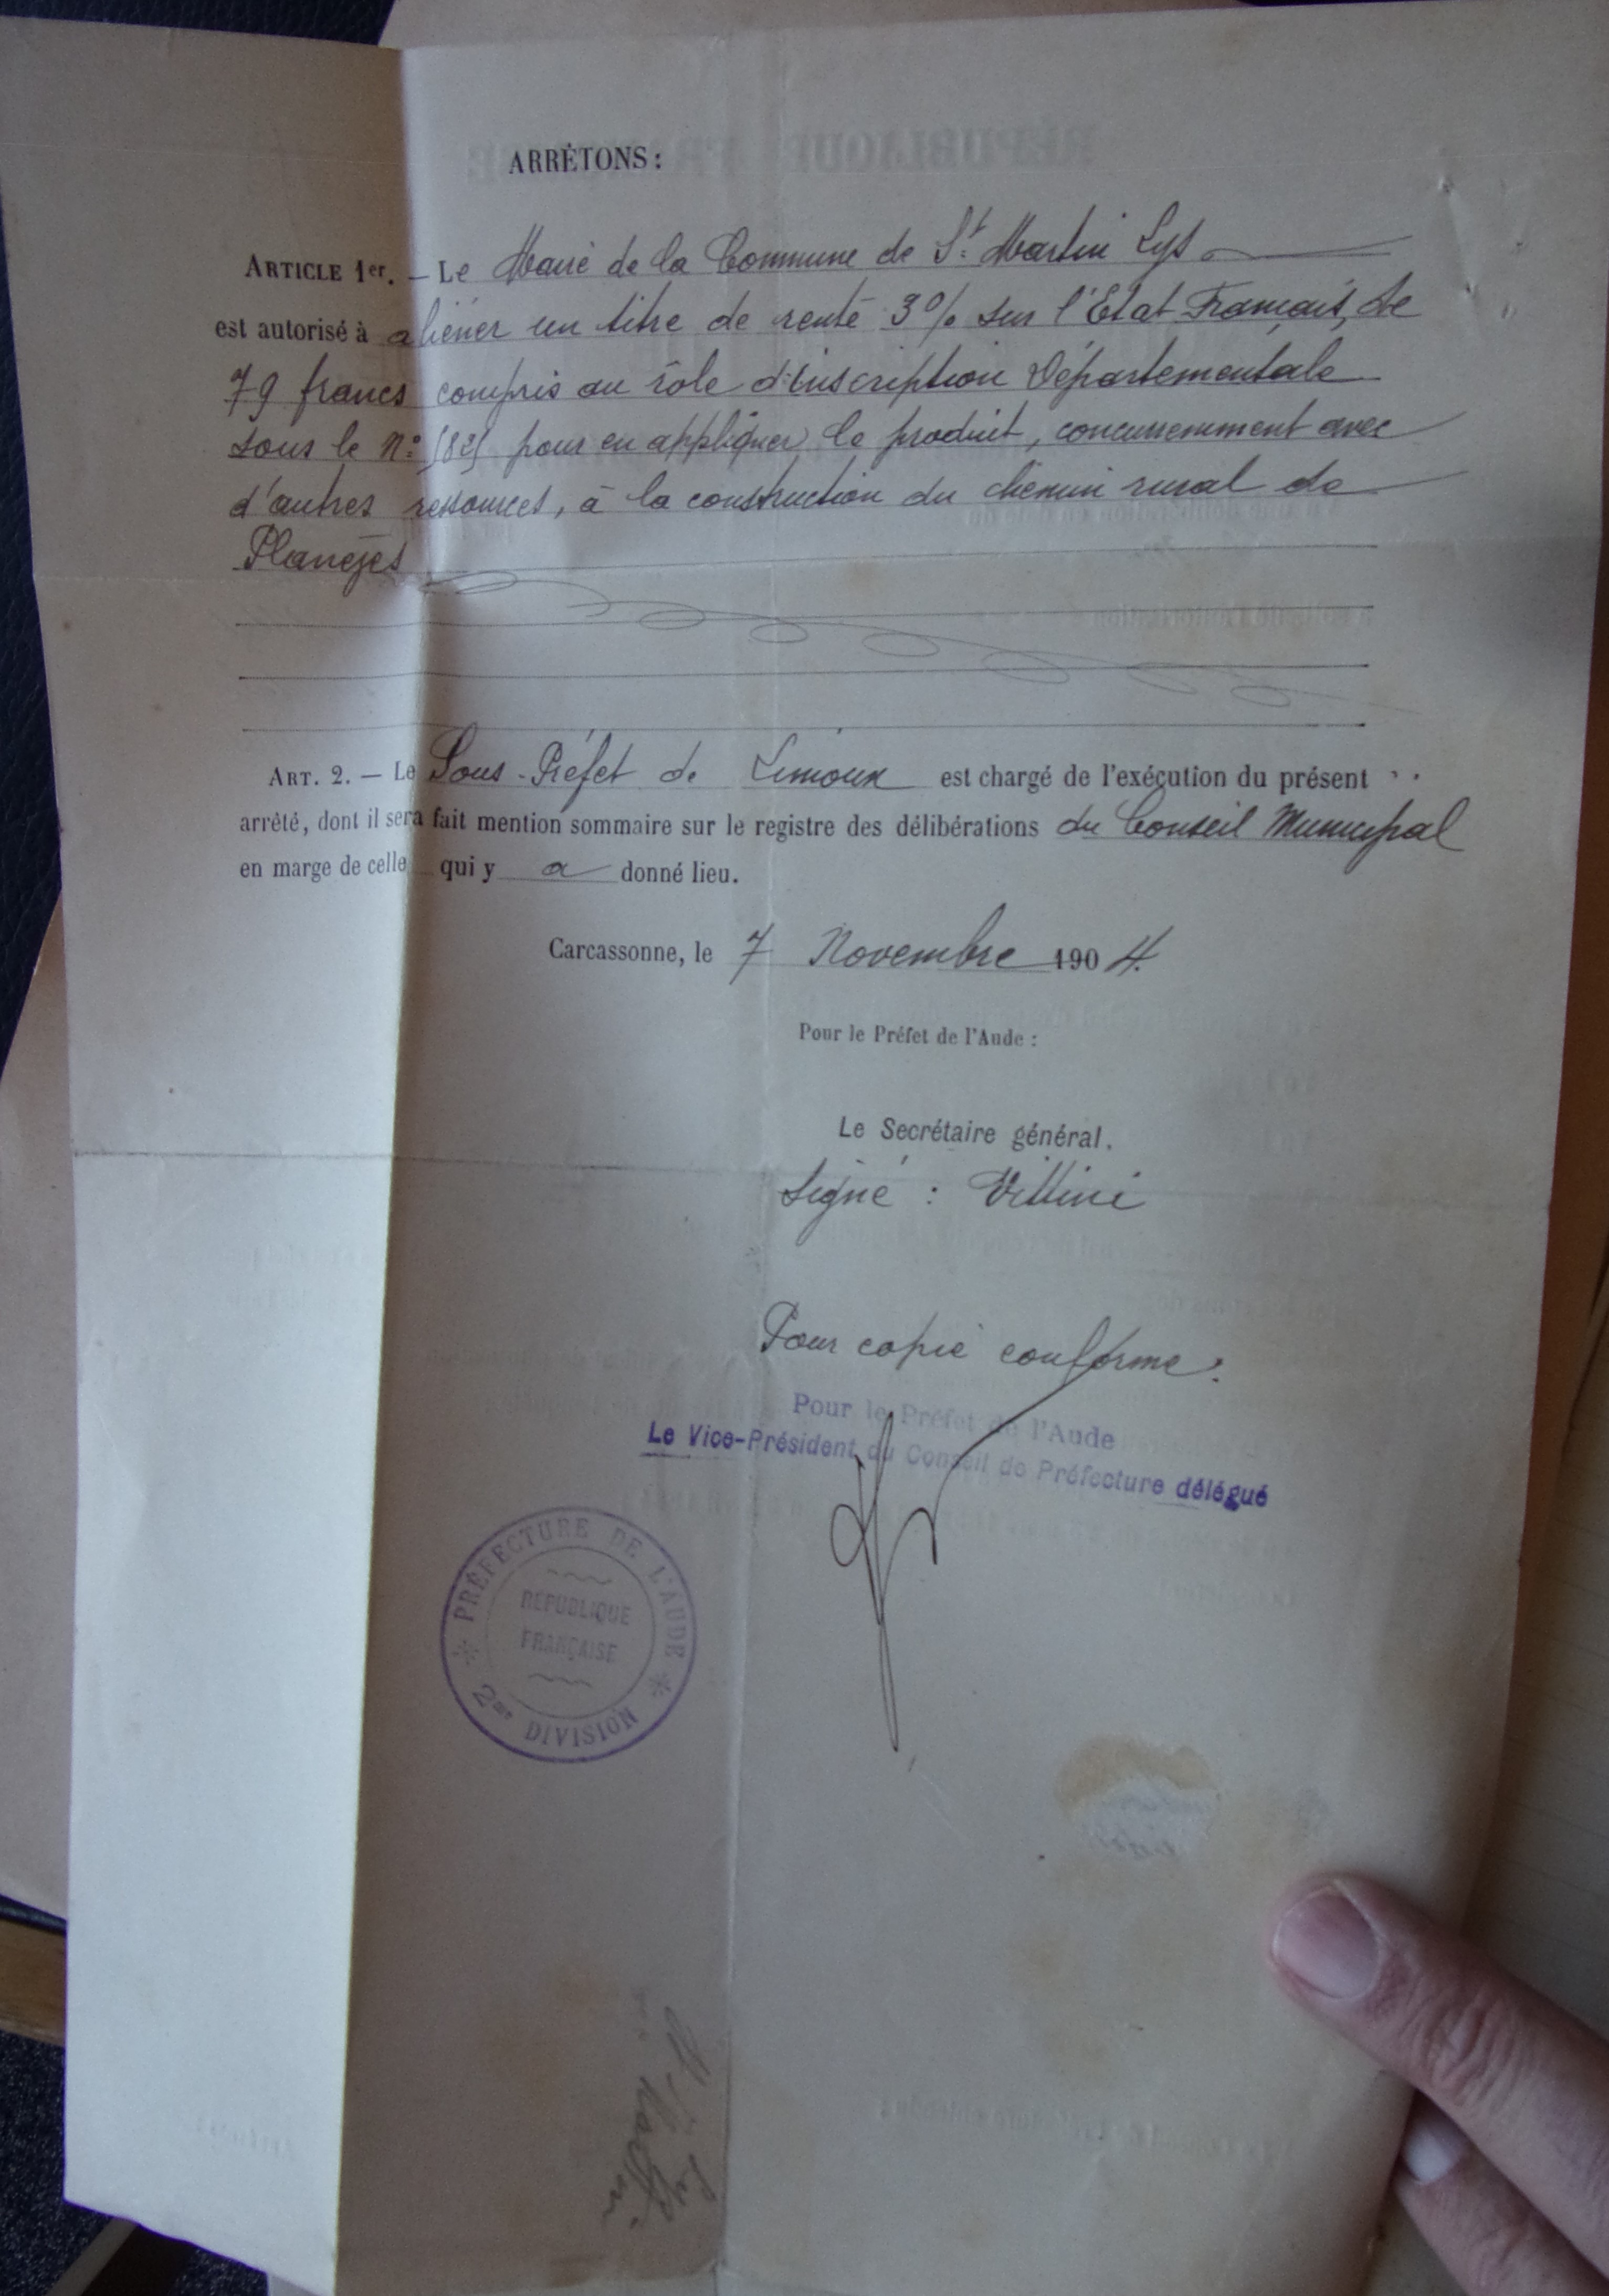 ARRÊTONS :
ARTICLE 1er. — Le Maire de la Commune de St. Martin Lys
est autorisé à aliéner un titre de rente 3% sur l'Etat Français, de
79 francs compris au rôle d'inscription Départementale
sous le N° pour en appliquer le produit, concurremment avec
d'autres ressources, à la construction du chemin rural de
Planèzes
ART. 2. — Le Sous-Préfet de Limoux est chargé de l'exécution du présent
arrêté, dont il sera fait mention sommaire sur le registre des délibérations du Conseil Municipal
en marge de celle qui y a donné lieu.
Carcassonne, le 7 Novembre 1904.
Pour le Préfet de l'Aude :
Le Secrétaire général.
Signé : Vittini
Pour copie conforme :
Pour le Préfet de l'Aude
Le Vice-Président du Conseil de Préfecture délégué
PRÉFECTURE DE L'AUDE
RÉPUBLIQUE
FRANÇAISE
2me DIVISION
St Martin
Lys